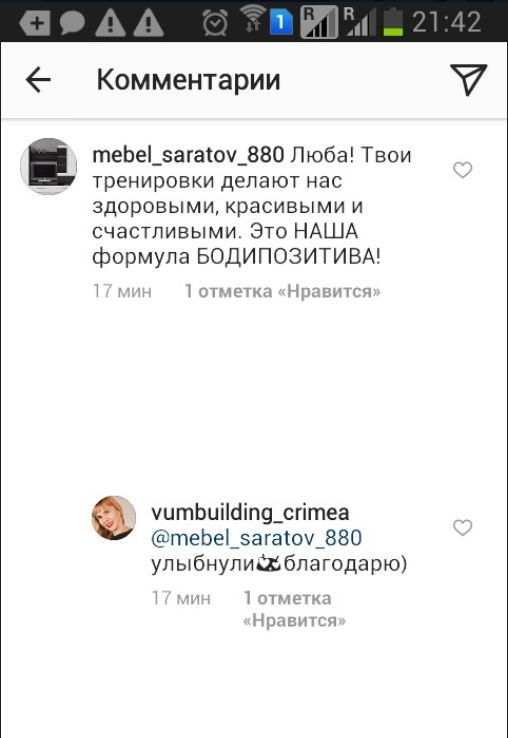 1
R
R
21:42
Комментарии
mebel_saratov_880 Люба! Твои
тренировки делают нас
здоровыми, красивыми и
счастливыми. Это НАША
формула БОДИПОЗИТИВА!
17 мин 1 отметка «Нравится»
vumbuilding_crimea
@mebel_saratov_880
улыбнули благодарю)
17 мин 1 отметка
«Нравится»